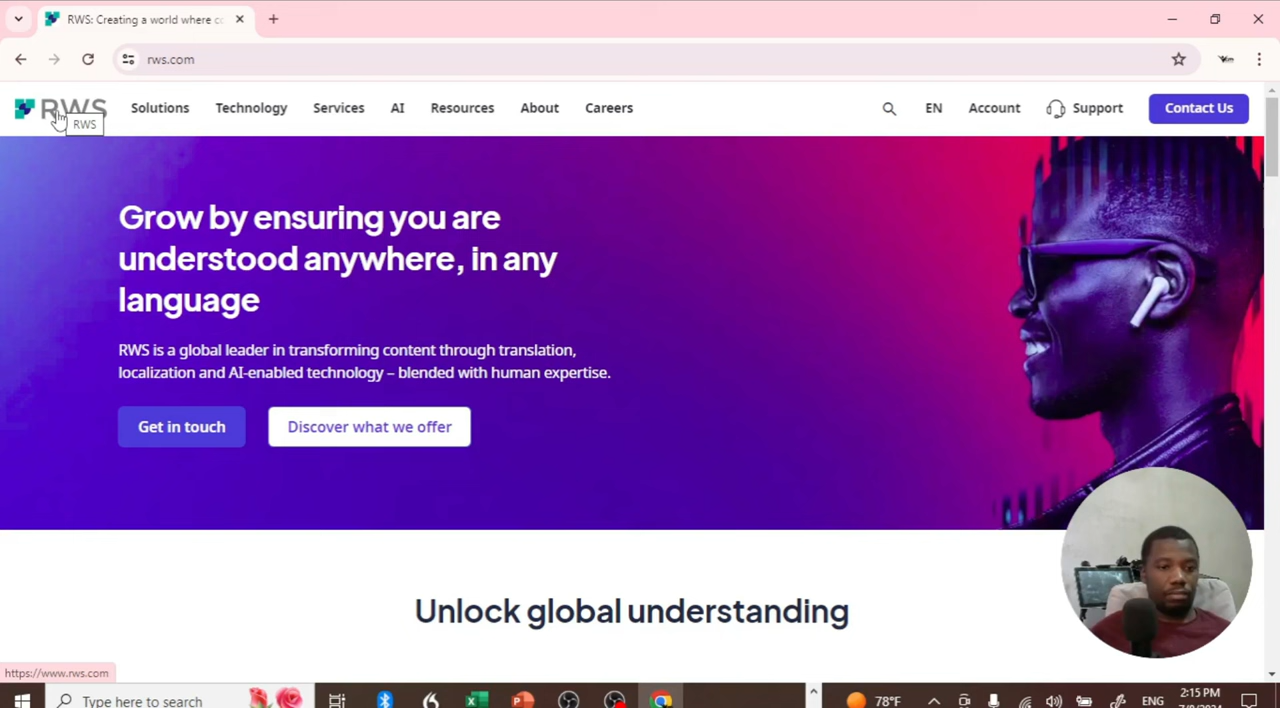 RWS: Creating a world where c
rws.com
RWS
Solutions
Technology
Services
AI
Resources
About
Careers
EN
Account
Support
Contact Us
RWS
Grow by ensuring you are
understood anywhere, in any
language
RWS is a global leader in transforming content through translation,
localization and AI-enabled technology – blended with human expertise.
Get in touch
Discover what we offer
Unlock global understanding
https://www.rws.com
Type here to search
78°F
ENG
2:15 PM